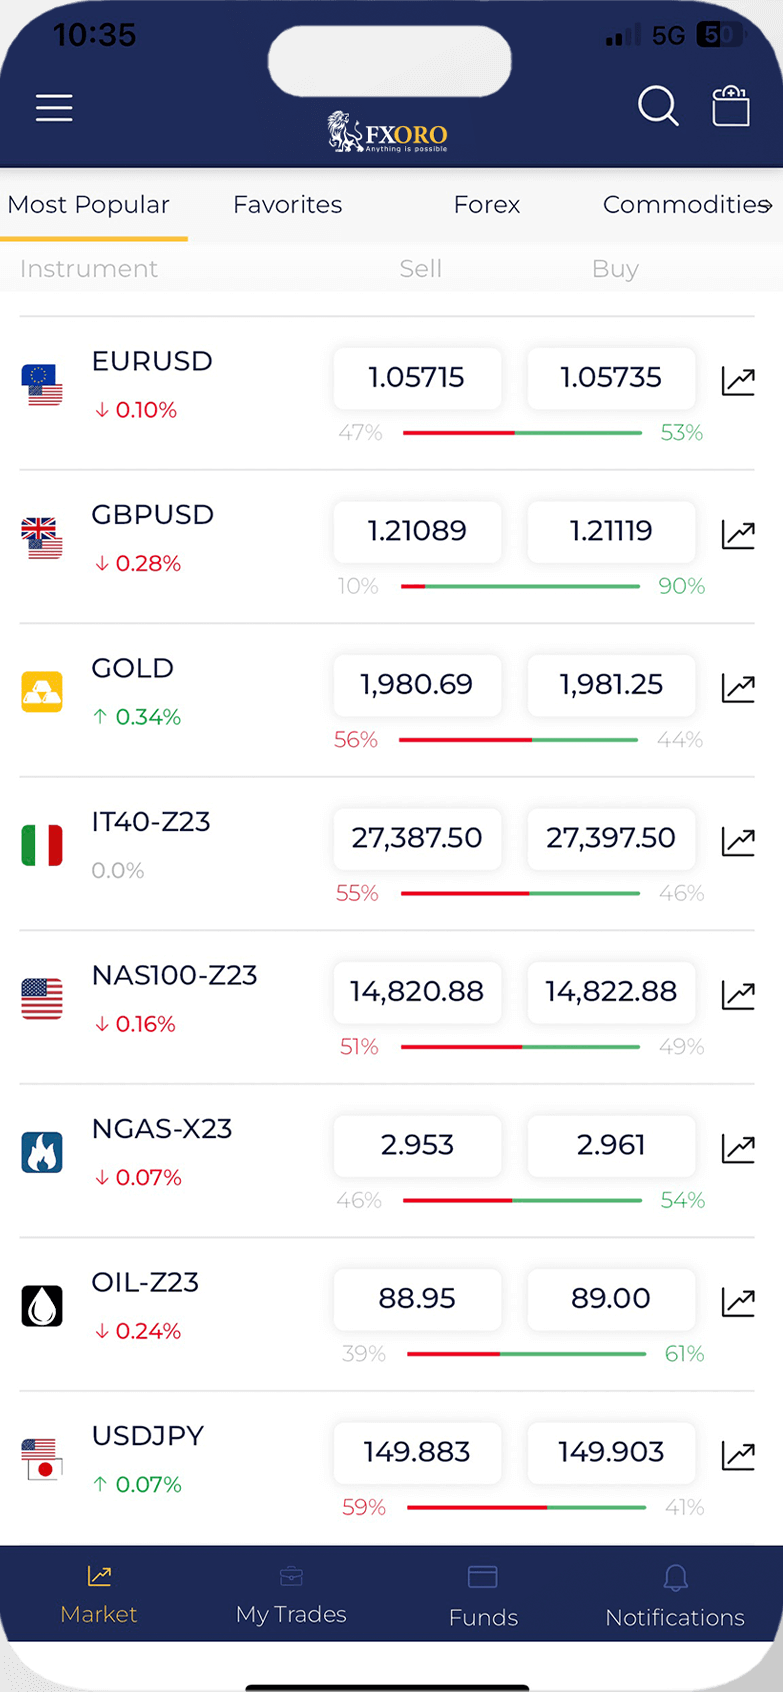 10:35
5G 50
FXORO
Anything is possible
Most Popular Favorites Forex Commodities
Instrument Sell Buy
EURUSD 1.05715 1.05735
↓ 0.10% 47% 53%
GBPUSD 1.21089 1.21119
↓ 0.28% 10% 90%
GOLD 1,980.69 1,981.25
↑ 0.34% 56% 44%
IT40-Z23 27,387.50 27,397.50
0.0% 55% 46%
NAS100-Z23 14,820.88 14,822.88
↓ 0.16% 51% 49%
NGAS-X23 2.953 2.961
↓ 0.07% 46% 54%
OIL-Z23 88.95 89.00
↓ 0.24% 39% 61%
USDJPY 149.883 149.903
↑ 0.07% 59% 41%
Market My Trades Funds Notifications